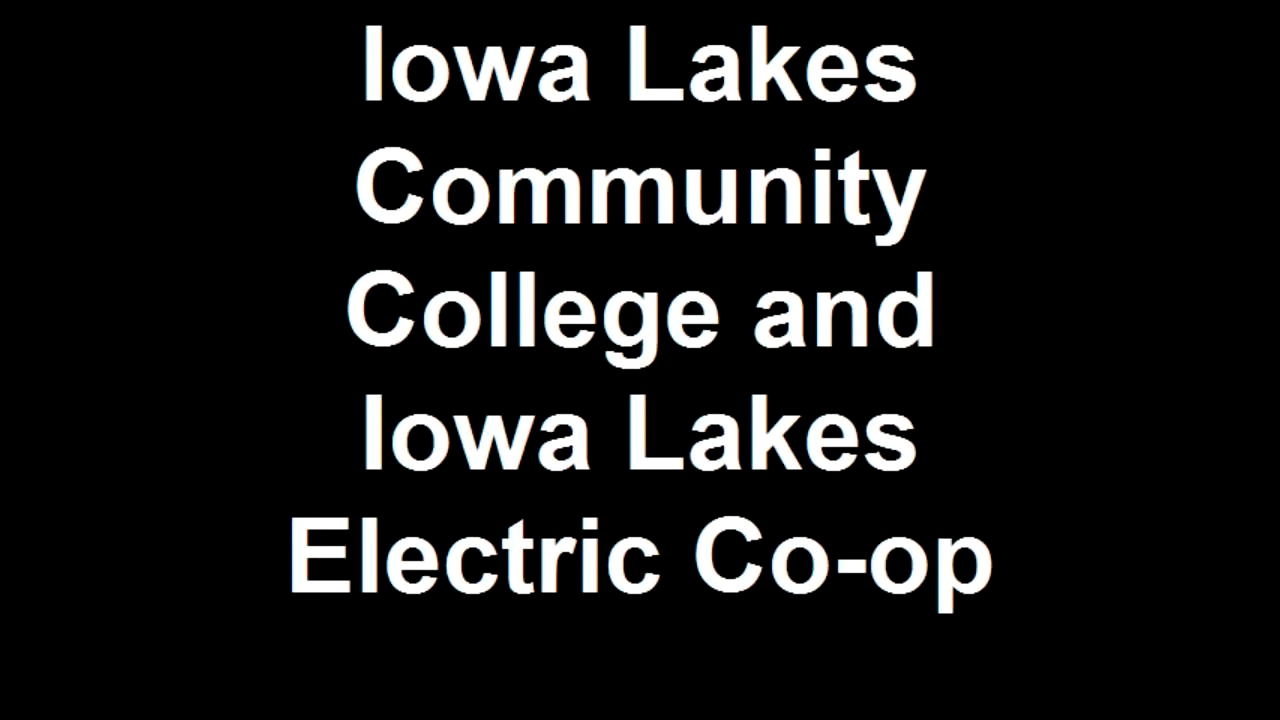 Iowa Lakes
Community
College and
Iowa Lakes
Electric Co-op